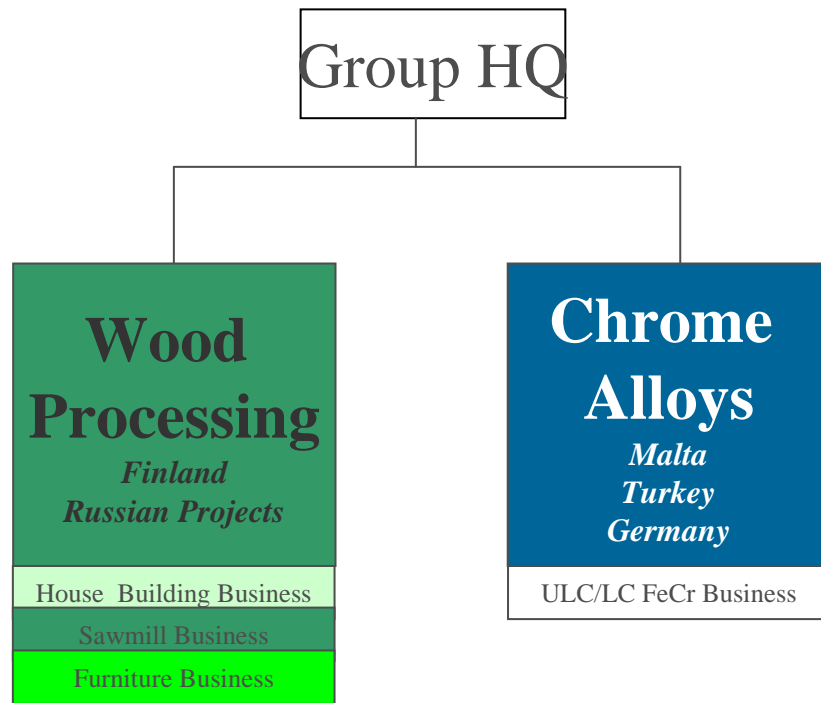 Group HQ
Wood
Processing
Finland
Russian Projects
House Building Business
Sawmill Business
Furniture Business
Chrome
Alloys
Malta
Turkey
Germany
ULC/LC FeCr Business